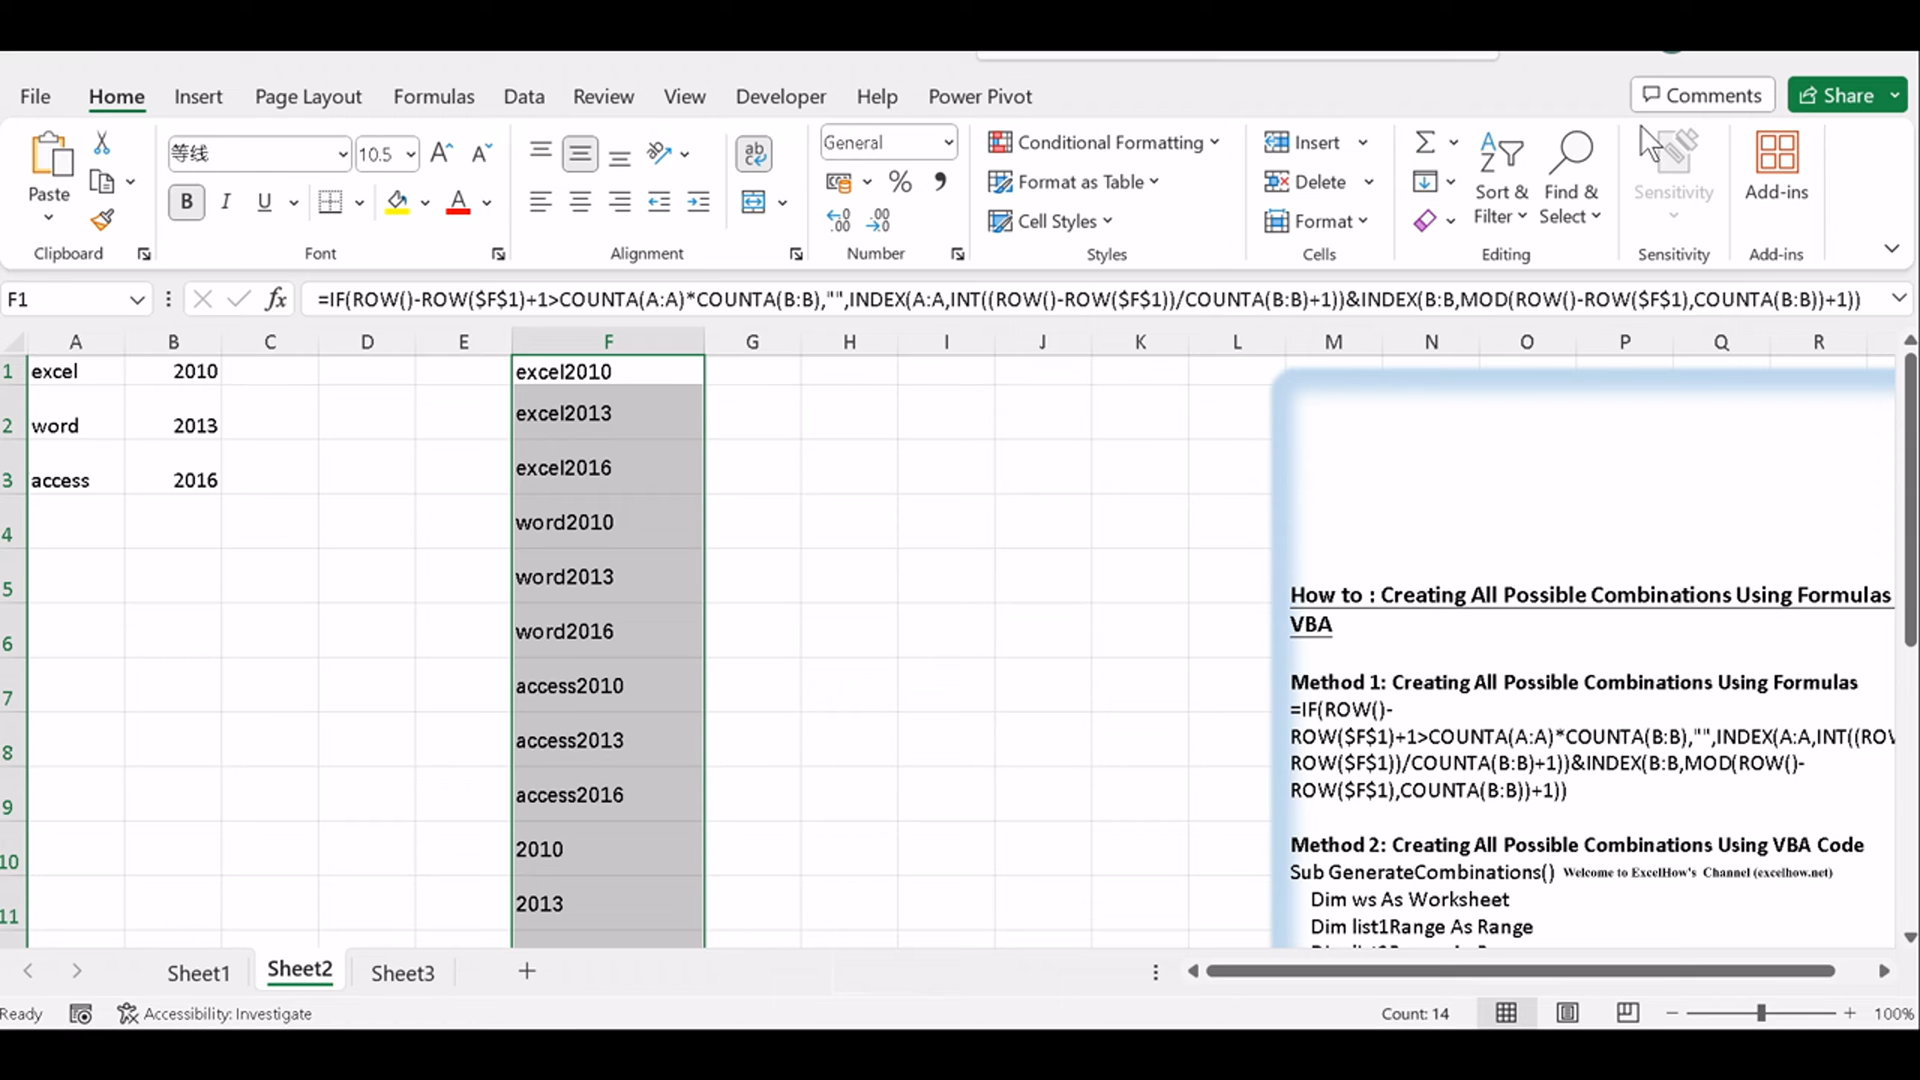 File Home Insert Page Layout Formulas Data Review View Developer Help Power Pivot Comments Share
等线 10.5 General Conditional Formatting Insert
Paste B I U Format as Table Delete Sort & Filter Find & Select Sensitivity Add-ins
Cell Styles Format
Clipboard Font Alignment Number Styles Cells Editing Sensitivity Add-ins
F1 fx =IF(ROW()-ROW($F$1)+1>COUNTA(A:A)*COUNTA(B:B),"",INDEX(A:A,INT((ROW()-ROW($F$1))/COUNTA(B:B)+1))&INDEX(B:B,MOD(ROW()-ROW($F$1),COUNTA(B:B))+1))
A B C D E F G H I J K L M N O P Q R
1 excel 2010 excel2010
2 word 2013 excel2013
3 access 2016 excel2016
4 word2010
5 word2013
6 word2016
7 access2010
8 access2013
9 access2016
10 2010
11 2013
How to : Creating All Possible Combinations Using Formulas
VBA
Method 1: Creating All Possible Combinations Using Formulas
=IF(ROW()-
ROW($F$1)+1>COUNTA(A:A)*COUNTA(B:B),"",INDEX(A:A,INT((ROW
ROW($F$1))/COUNTA(B:B)+1))&INDEX(B:B,MOD(ROW()-
ROW($F$1),COUNTA(B:B))+1))
Method 2: Creating All Possible Combinations Using VBA Code
Sub GenerateCombinations() Welcome to ExcelHow's Channel (excelhow.net)
Dim ws As Worksheet
Dim list1Range As Range
Sheet1 Sheet2 Sheet3
Ready Accessibility: Investigate Count: 14 100%